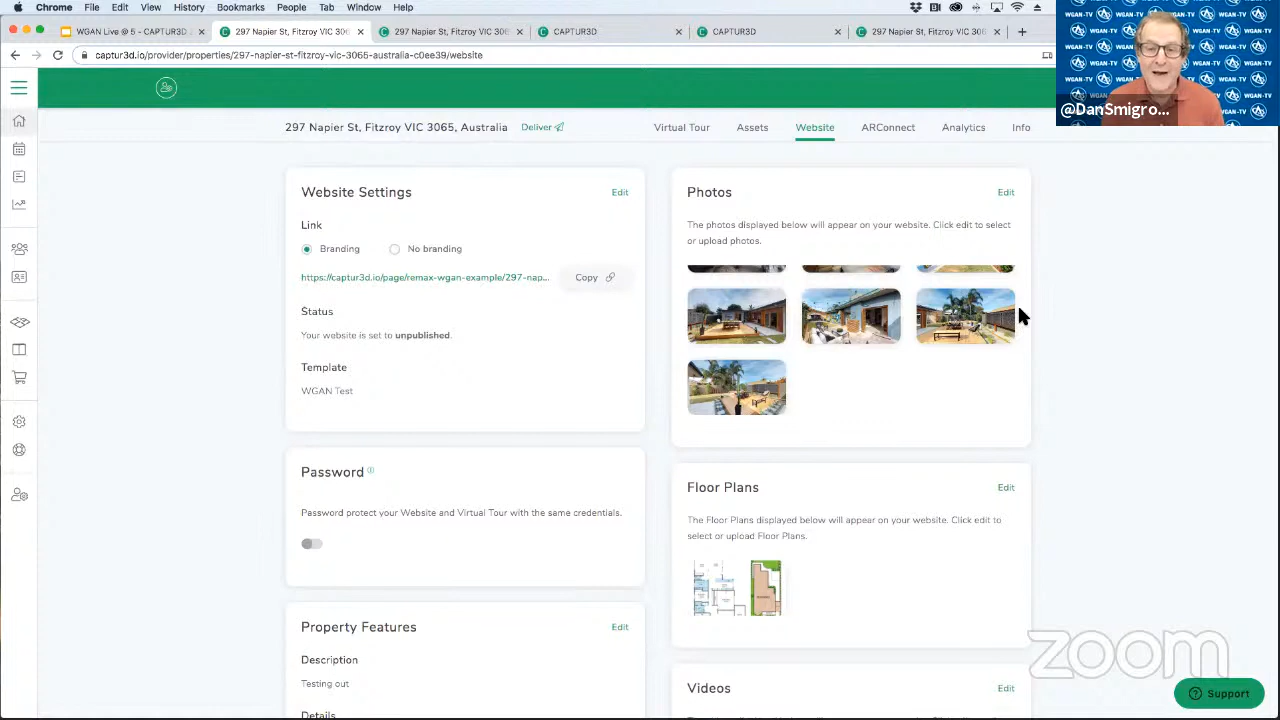 Chrome File Edit View History Bookmarks People Tab Window Help
WGAN Live @ 5 - CAPTUR3D
297 Napier St, Fitzroy VIC 306
297 Napier St, Fitzroy VIC 306
CAPTUR3D
CAPTUR3D
297 Napier St, Fitzroy VIC 306
captur3d.io/provider/properties/297-napier-st-fitzroy-vic-3065-australia-c0ee39/website
WGAN-TV
@DanSmigro...
297 Napier St, Fitzroy VIC 3065, Australia Deliver
Virtual Tour Assets Website ARConnect Analytics Info
Website Settings Edit
Link
Branding No branding
https://captur3d.io/page/remax-wgan-example/297-nap... Copy
Status
Your website is set to unpublished.
Template
WGAN Test
Password
Password protect your Website and Virtual Tour with the same credentials.
Property Features Edit
Description
Testing out
Details
Photos Edit
The photos displayed below will appear on your website. Click edit to select
or upload photos.
Floor Plans Edit
The Floor Plans displayed below will appear on your website. Click edit to
select or upload Floor Plans.
Videos Edit
zoom
Support